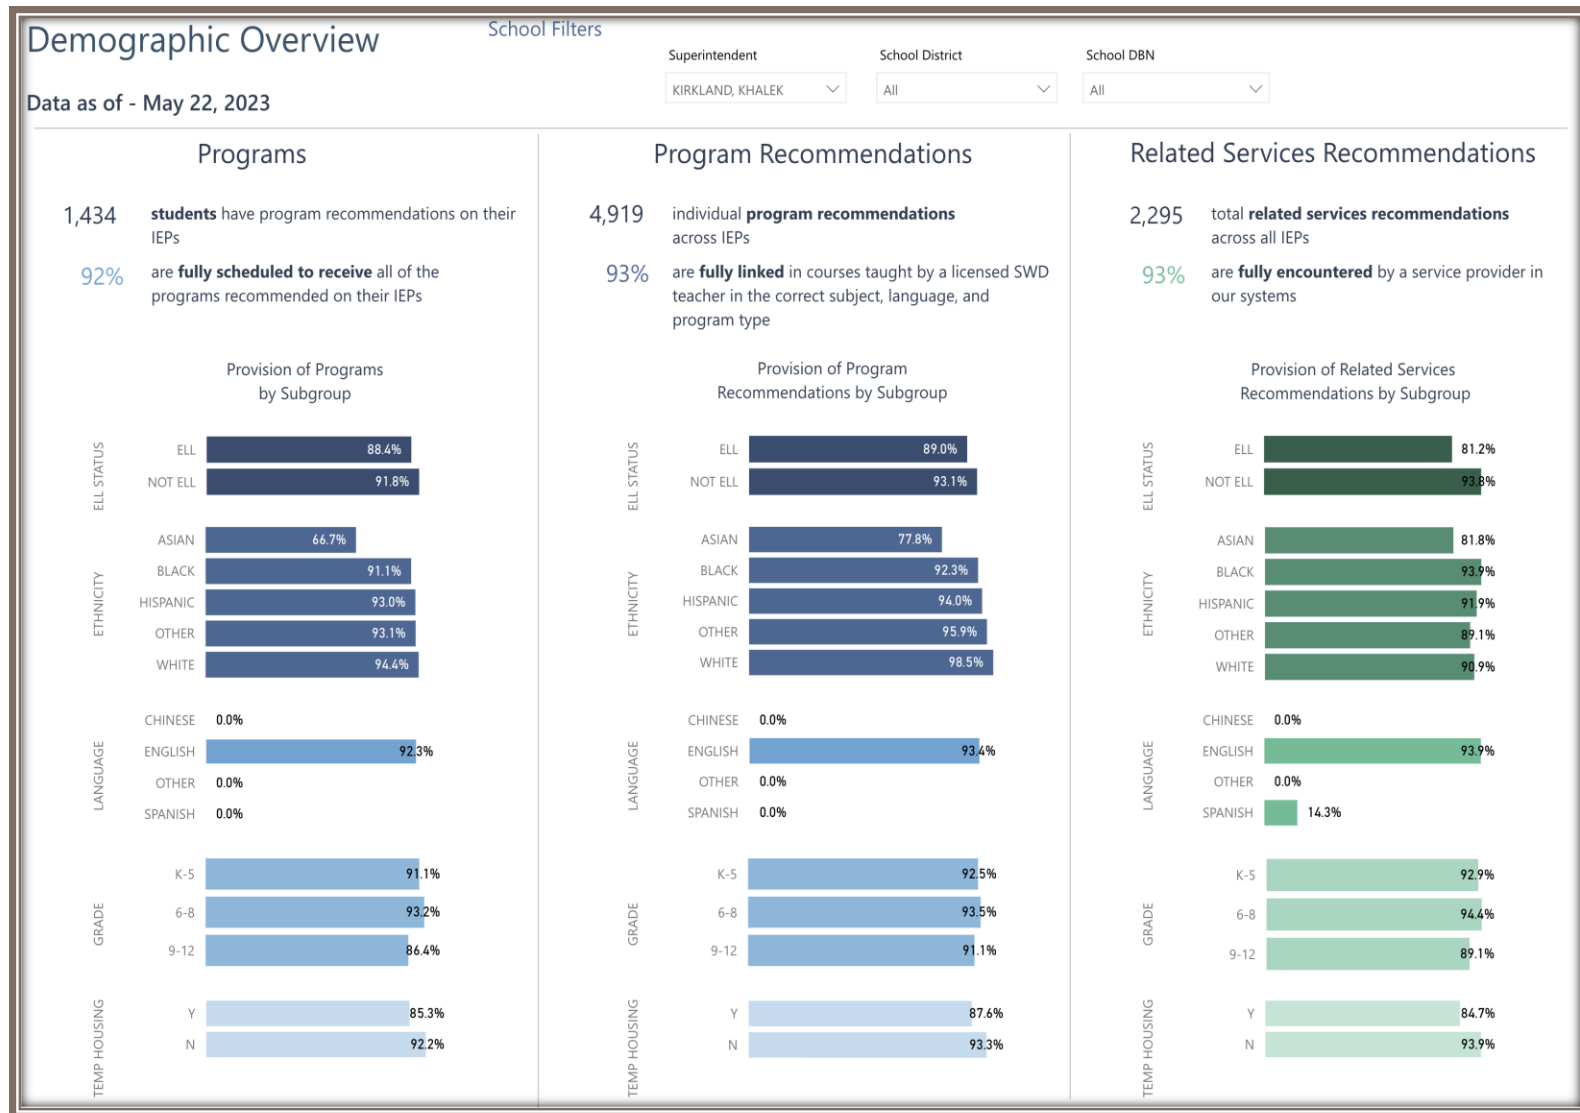 Demographic Overview
School Filters
Superintendent
School District
School DBN
KIRKLAND, KHALEK
All
All
Data as of - May 22, 2023
Programs
1,434
students have program recommendations on their
IEPs
92%
are fully scheduled to receive all of the
programs recommended on their IEPs
Provision of Programs
by Subgroup
ELL STATUS
ELL
88.4%
NOT ELL
91.8%
ETHNICITY
ASIAN
66.7%
BLACK
91.1%
HISPANIC
93.0%
OTHER
93.1%
WHITE
94.4%
LANGUAGE
CHINESE
0.0%
ENGLISH
92.3%
OTHER
0.0%
SPANISH
0.0%
GRADE
K-5
91.1%
6-8
93.2%
9-12
86.4%
TEMP HOUSING
Y
85.3%
N
92.2%
Program Recommendations
4,919
individual program recommendations
across IEPs
93%
are fully linked in courses taught by a licensed SWD
teacher in the correct subject, language, and
program type
Provision of Program
Recommendations by Subgroup
ELL STATUS
ELL
89.0%
NOT ELL
93.1%
ETHNICITY
ASIAN
77.8%
BLACK
92.3%
HISPANIC
94.0%
OTHER
95.9%
WHITE
98.5%
LANGUAGE
CHINESE
0.0%
ENGLISH
93.4%
OTHER
0.0%
SPANISH
0.0%
GRADE
K-5
92.5%
6-8
93.5%
9-12
91.1%
TEMP HOUSING
Y
87.6%
N
93.3%
Related Services Recommendations
2,295
total related services recommendations
across all IEPs
93%
are fully encountered by a service provider in
our systems
Provision of Related Services
Recommendations by Subgroup
ELL STATUS
ELL
81.2%
NOT ELL
93.8%
ETHNICITY
ASIAN
81.8%
BLACK
93.9%
HISPANIC
91.9%
OTHER
89.1%
WHITE
90.9%
LANGUAGE
CHINESE
0.0%
ENGLISH
93.9%
OTHER
0.0%
SPANISH
14.3%
GRADE
K-5
92.9%
6-8
94.4%
9-12
89.1%
TEMP HOUSING
Y
84.7%
N
93.9%